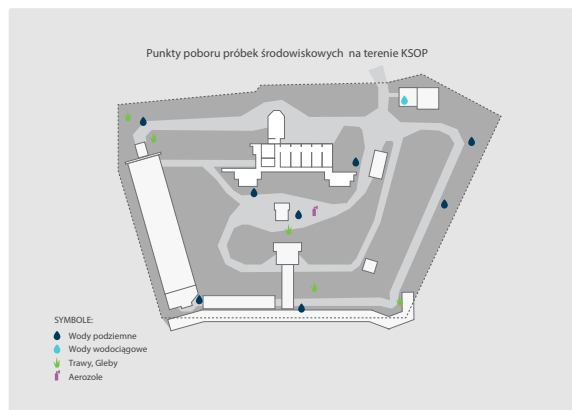 Punkty poboru próbek środowiskowych na terenie KSOP
SYMBOLE:
Wody podziemne
Wody wodociągowe
Trawy, Gleby
Aerozole